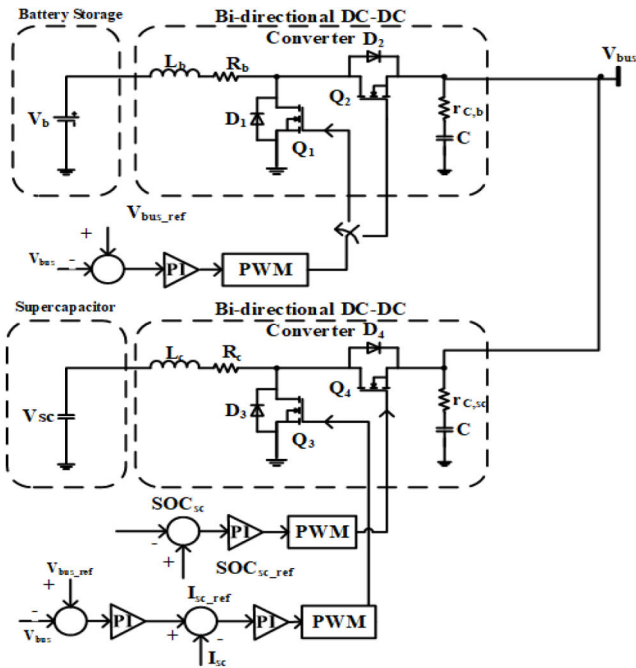 Battery Storage
Bi-directional DC-DC
Converter D2
Vbus
Lb
Rb
Vb
D1
Q1
Q2
rC,b
C
Vbus_ref
+
Vbus
-
PI
PWM
Supercapacitor
Bi-directional DC-DC
Converter D4
Lc
Rc
Vsc
D3
Q3
Q4
rC,sc
C
SOCsc
-
+
PI
PWM
SOCsc_ref
Vbus_ref
+
-
Vbus
PI
Isc_ref
+
-
PI
PWM
Isc